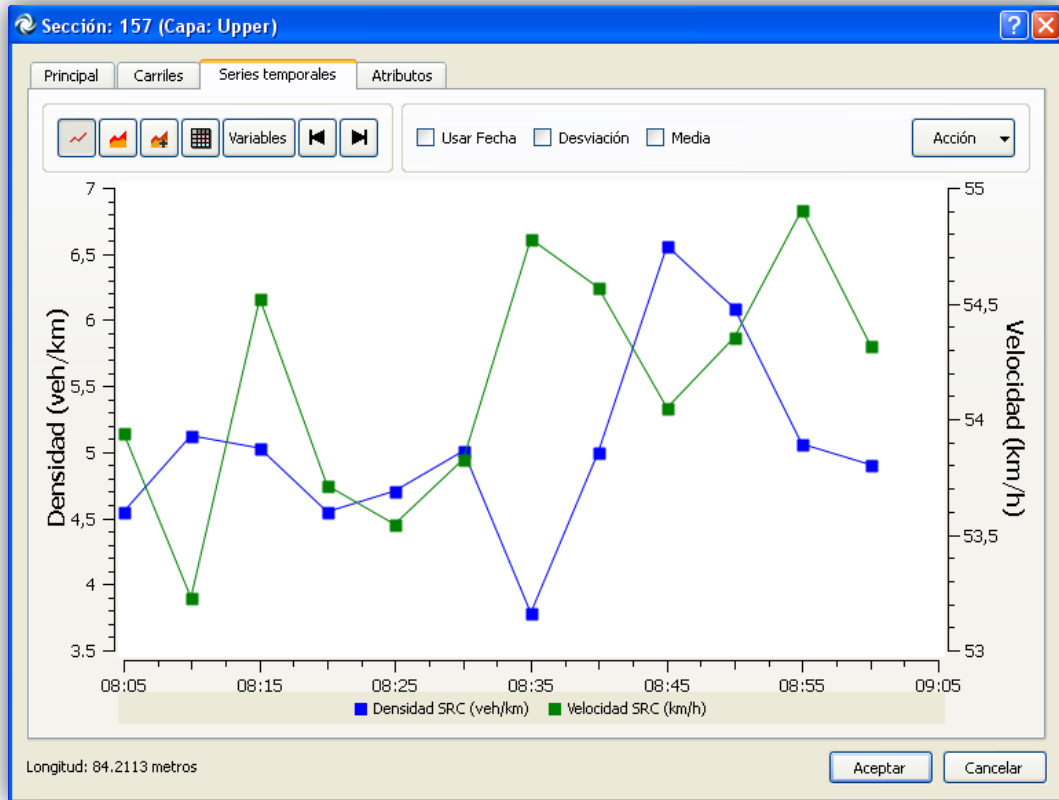 Sección: 157 (Capa: Upper)
Principal Carriles Series temporales Atributos
Variables Usar Fecha Desviación Media Acción
7
6,5
6
5,5
5
4,5
4
3.5
Densidad (veh/km)
55
54,5
54
53,5
53
Velocidad (km/h)
08:05 08:15 08:25 08:35 08:45 08:55 09:05
Densidad SRC (veh/km) Velocidad SRC (km/h)
Longitud: 84.2113 metros
Aceptar Cancelar